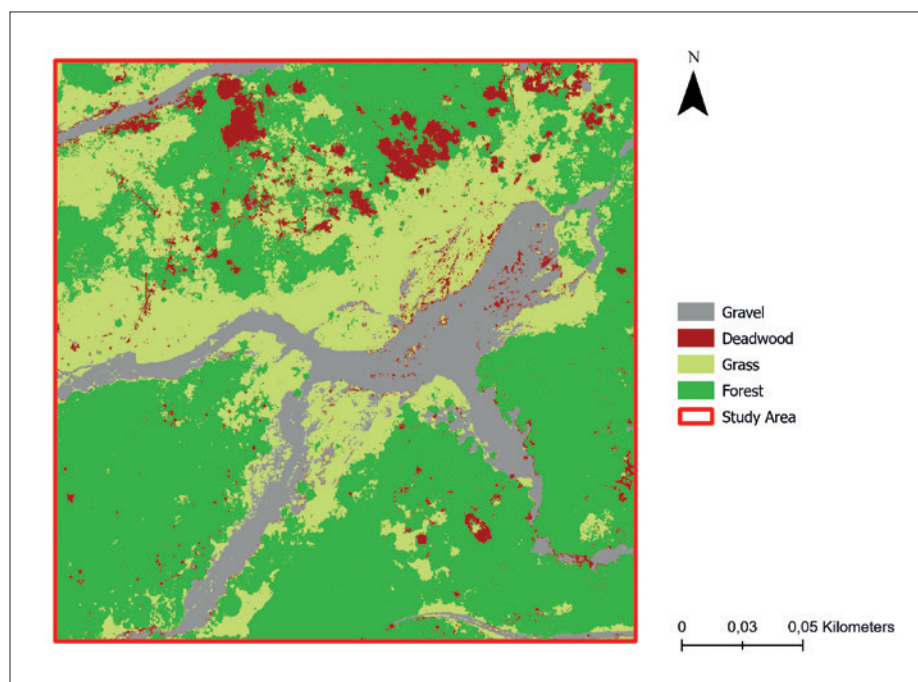 N
Gravel
Deadwood
Grass
Forest
Study Area
0 0,03 0,05 Kilometers